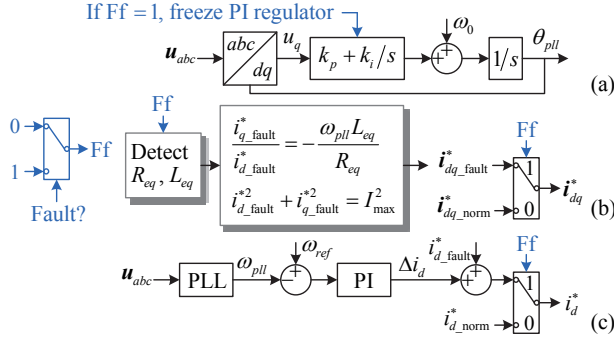 If Ff = 1, freeze PI regulator
u_abc
abc
dq
u_q
k_p + k_i/s
ω_0
1/s
θ_pll
(a)
0
1
Ff
Fault?
Ff
Detect
R_eq, L_eq
i*_q_fault / i*_d_fault = − ω_pll L_eq / R_eq
i*²_d_fault + i*²_q_fault = I²_max
i*_dq_fault
i*_dq_norm
Ff
1
0
i*_dq
(b)
u_abc
PLL
ω_pll
ω_ref
−
PI
Δi_d
i*_d_fault
i*_d_norm
Ff
1
0
i*_d
(c)